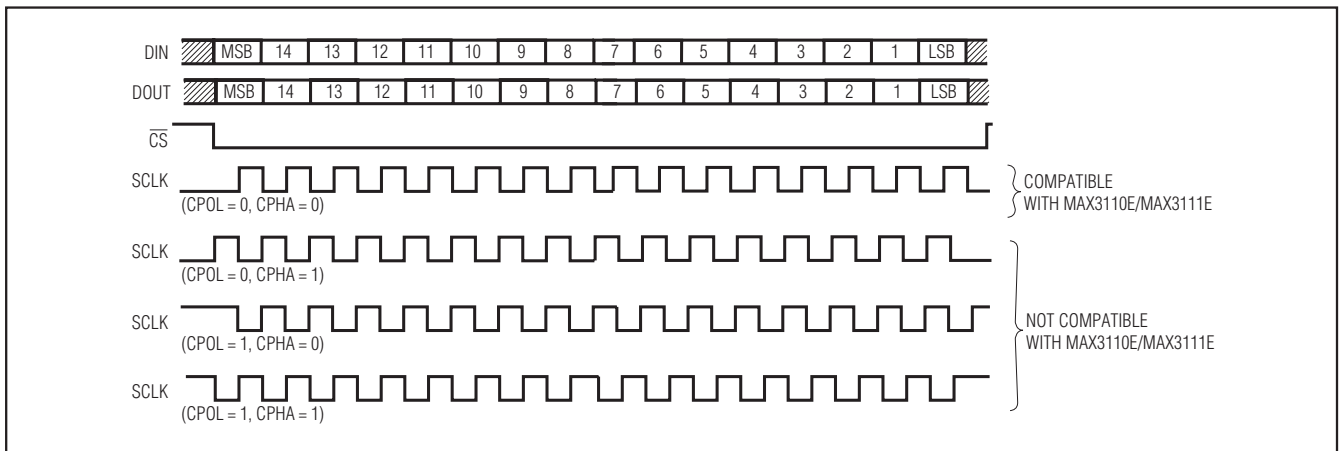 DIN MSB 14 13 12 11 10 9 8 7 6 5 4 3 2 1 LSB
DOUT MSB 14 13 12 11 10 9 8 7 6 5 4 3 2 1 LSB
C̅S̅
SCLK
(CPOL = 0, CPHA = 0)
COMPATIBLE
WITH MAX3110E/MAX3111E
SCLK
(CPOL = 0, CPHA = 1)
SCLK
(CPOL = 1, CPHA = 0)
NOT COMPATIBLE
WITH MAX3110E/MAX3111E
SCLK
(CPOL = 1, CPHA = 1)